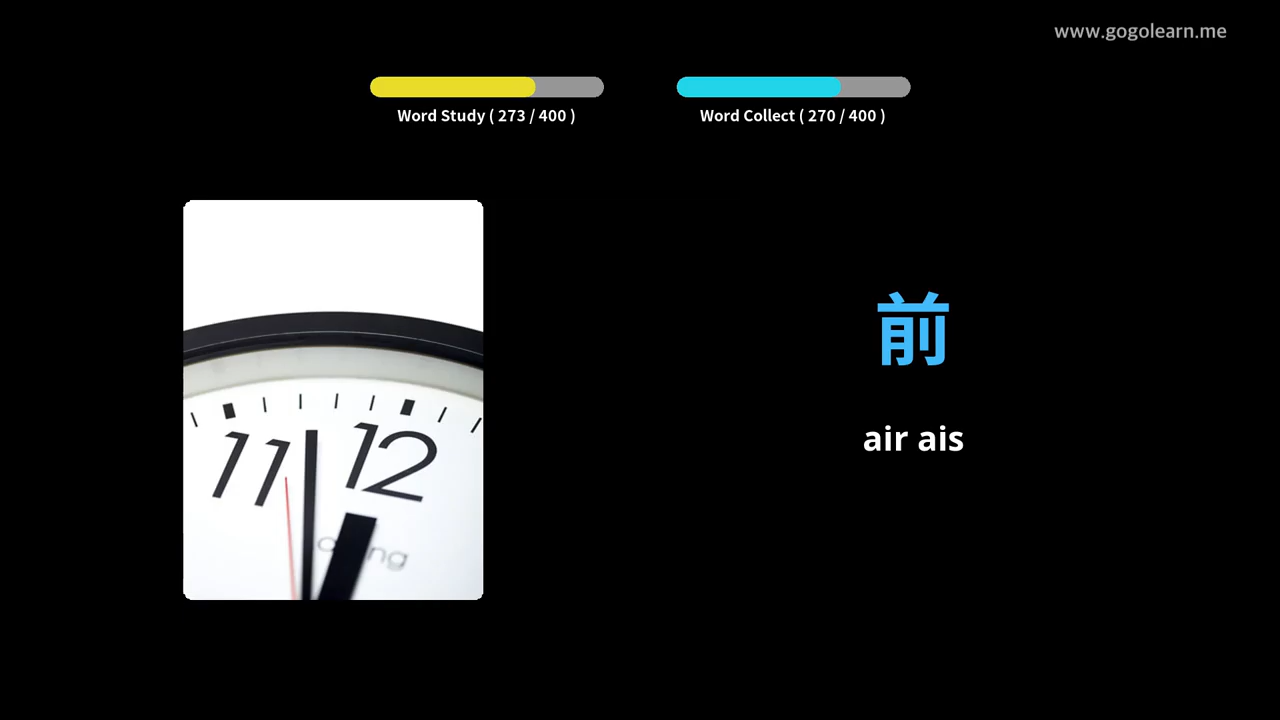 www.gogolearn.me
Word Study ( 273 / 400 )
Word Collect ( 270 / 400 )
11
12
前
air ais